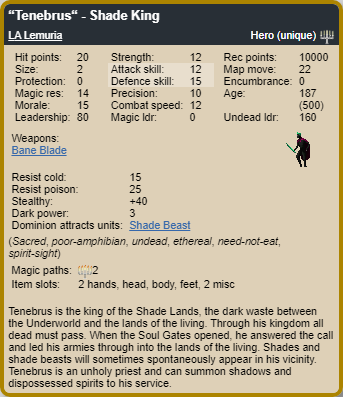 “Tenebrus“ - Shade King
LA Lemuria Hero (unique)
Hit points: 20 Strength: 12 Rec points: 10000
Size: 2 Attack skill: 12 Map move: 22
Protection: 0 Defence skill: 15 Encumbrance: 0
Magic res: 14 Precision: 10 Age: 187
Morale: 15 Combat speed: 12 (500)
Leadership: 80 Magic ldr: 0 Undead ldr: 160
Weapons:
Bane Blade
Resist cold: 15
Resist poison: 25
Stealthy: +40
Dark power: 3
Dominion attracts units: Shade Beast
(Sacred, poor-amphibian, undead, ethereal, need-not-eat,
spirit-sight)
Magic paths: 2
Item slots: 2 hands, head, body, feet, 2 misc
Tenebrus is the king of the Shade Lands, the dark waste between
the Underworld and the lands of the living. Through his kingdom all
dead must pass. When the Soul Gates opened, he answered the call
and led his armies through into the lands of the living. Shades and
shade beasts will sometimes spontaneously appear in his vicinity.
Tenebrus is an unholy priest and can summon shadows and
dispossessed spirits to his service.